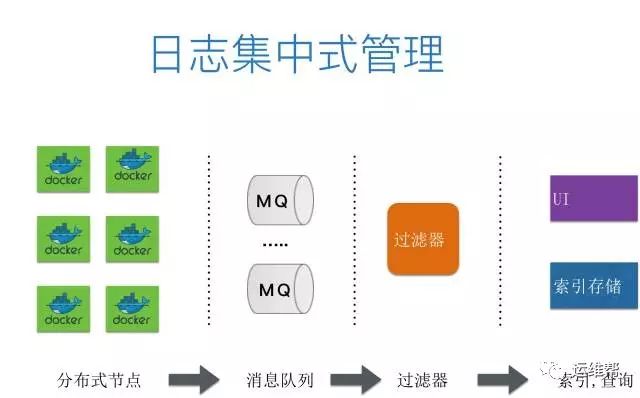 日志集中式管理
docker
docker
MQ
过滤器
UI
docker
docker
.....
docker
docker
MQ
索引存储
分布式节点
消息队列
过滤器
索引,查询
运维帮